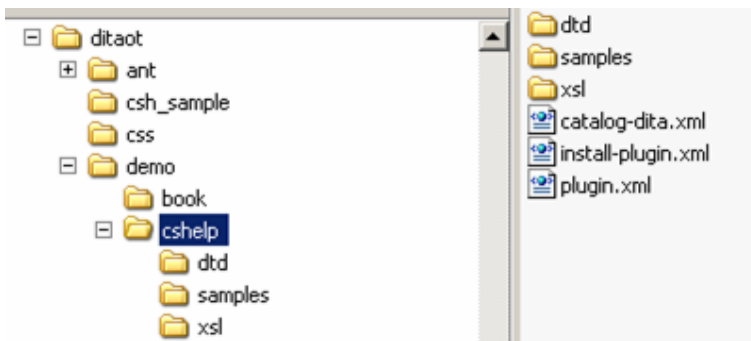 ditaot
ant
csh_sample
css
demo
book
cshelp
dtd
samples
xsl
dtd
samples
xsl
catalog-dita.xml
install-plugin.xml
plugin.xml